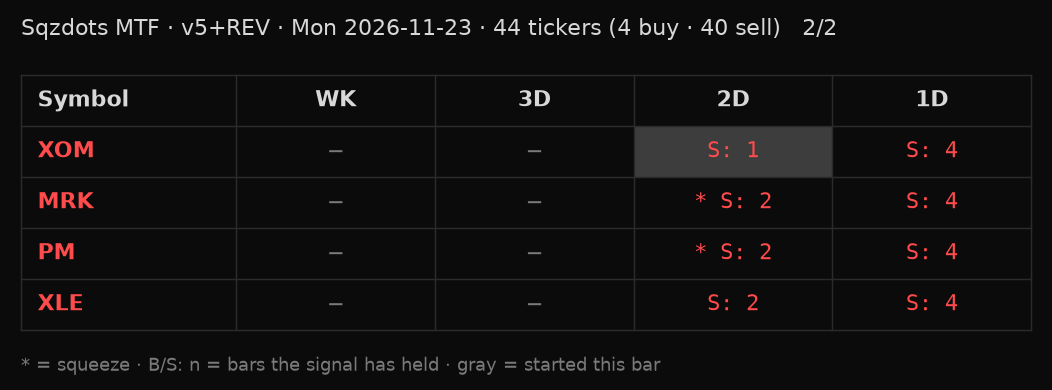 Sqzdots MTF · v5+REV · Mon 2026-11-23 · 44 tickers (4 buy · 40 sell) 2/2
Symbol WK 3D 2D 1D
XOM — — S: 1 S: 4
MRK — — * S: 2 S: 4
PM — — * S: 2 S: 4
XLE — — S: 2 S: 4
* = squeeze · B/S: n = bars the signal has held · gray = started this bar